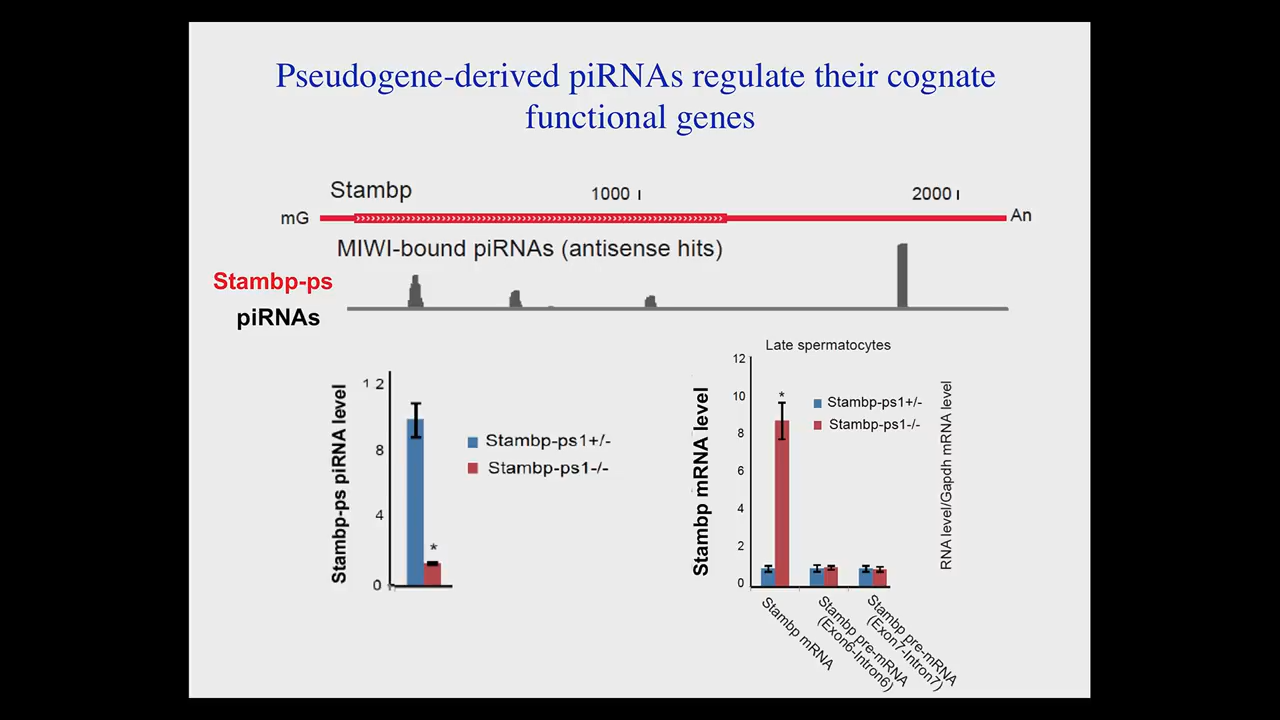 Pseudogene-derived piRNAs regulate their cognate
functional genes
Stambp
1000
2000
mG
An
MIWI-bound piRNAs (antisense hits)
Stambp-ps
piRNAs
Stambp-ps piRNA level
12
8
4
0
Stambp-ps1+/-
Stambp-ps1-/-
*
Late spermatocytes
Stambp mRNA level
12
10
8
6
4
2
0
*
Stambp-ps1+/-
Stambp-ps1-/-
RNA level/Gapdh mRNA level
Stambp mRNA
Stambp pre-mRNA
(Exon6-Intron6)
Stambp pre-mRNA
(Exon7-Intron7)